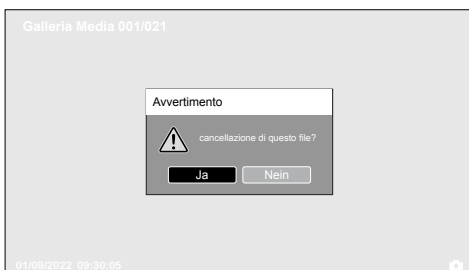 Galleria Media 001/021
Avvertimento
cancellazione di questo file?
Ja Nein
01/09/2022 09:30:05